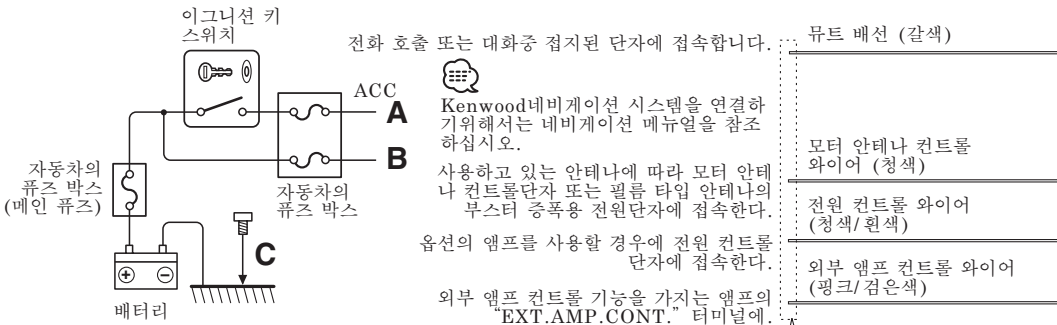 이그니션 키
스위치
ACC
A
B
자동차의
퓨즈 박스
(메인 퓨즈)
자동차의
퓨즈 박스
C
배터리
전화 호출 또는 대화중 접지된 단자에 접속합니다.
Kenwood네비게이션 시스템을 연결하
기위해서는 네비게이션 메뉴얼을 참조
하십시오.
사용하고 있는 안테나에 따라 모터 안테
나 컨트롤단자 또는 필름 타입 안테나의
부스터 증폭용 전원단자에 접속한다.
옵션의 앰프를 사용할 경우에 전원 컨트롤
단자에 접속한다.
외부 앰프 컨트롤 기능을 가지는 앰프의
“EXT.AMP.CONT.” 터미널에.
뮤트 배선 (갈색)
모터 안테나 컨트롤
와이어 (청색)
전원 컨트롤 와이어
(청색/흰색)
외부 앰프 컨트롤 와이어
(핑크/검은색)